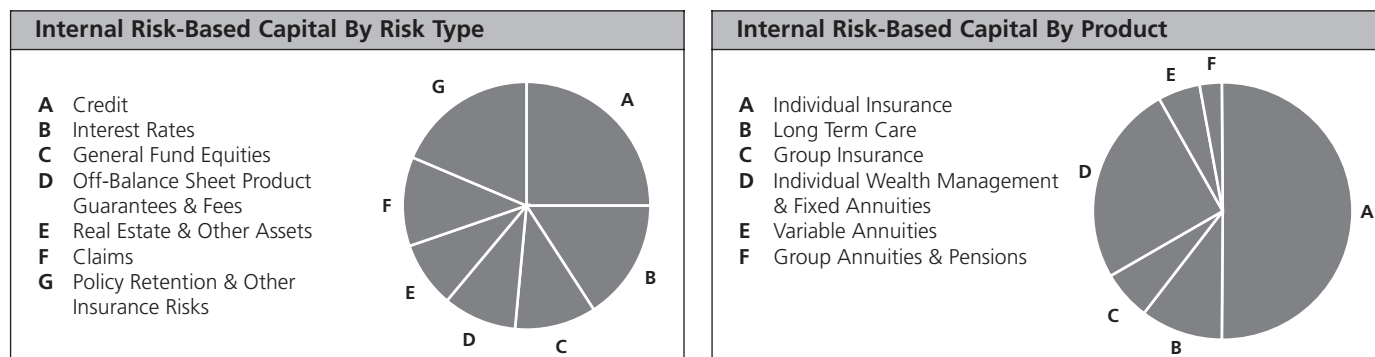 Internal Risk-Based Capital By Risk Type
A Credit
B Interest Rates
C General Fund Equities
D Off-Balance Sheet Product
Guarantees & Fees
E Real Estate & Other Assets
F Claims
G Policy Retention & Other
Insurance Risks
A
B
C
D
E
F
G
Internal Risk-Based Capital By Product
A Individual Insurance
B Long Term Care
C Group Insurance
D Individual Wealth Management
& Fixed Annuities
E Variable Annuities
F Group Annuities & Pensions
A
B
C
D
E
F